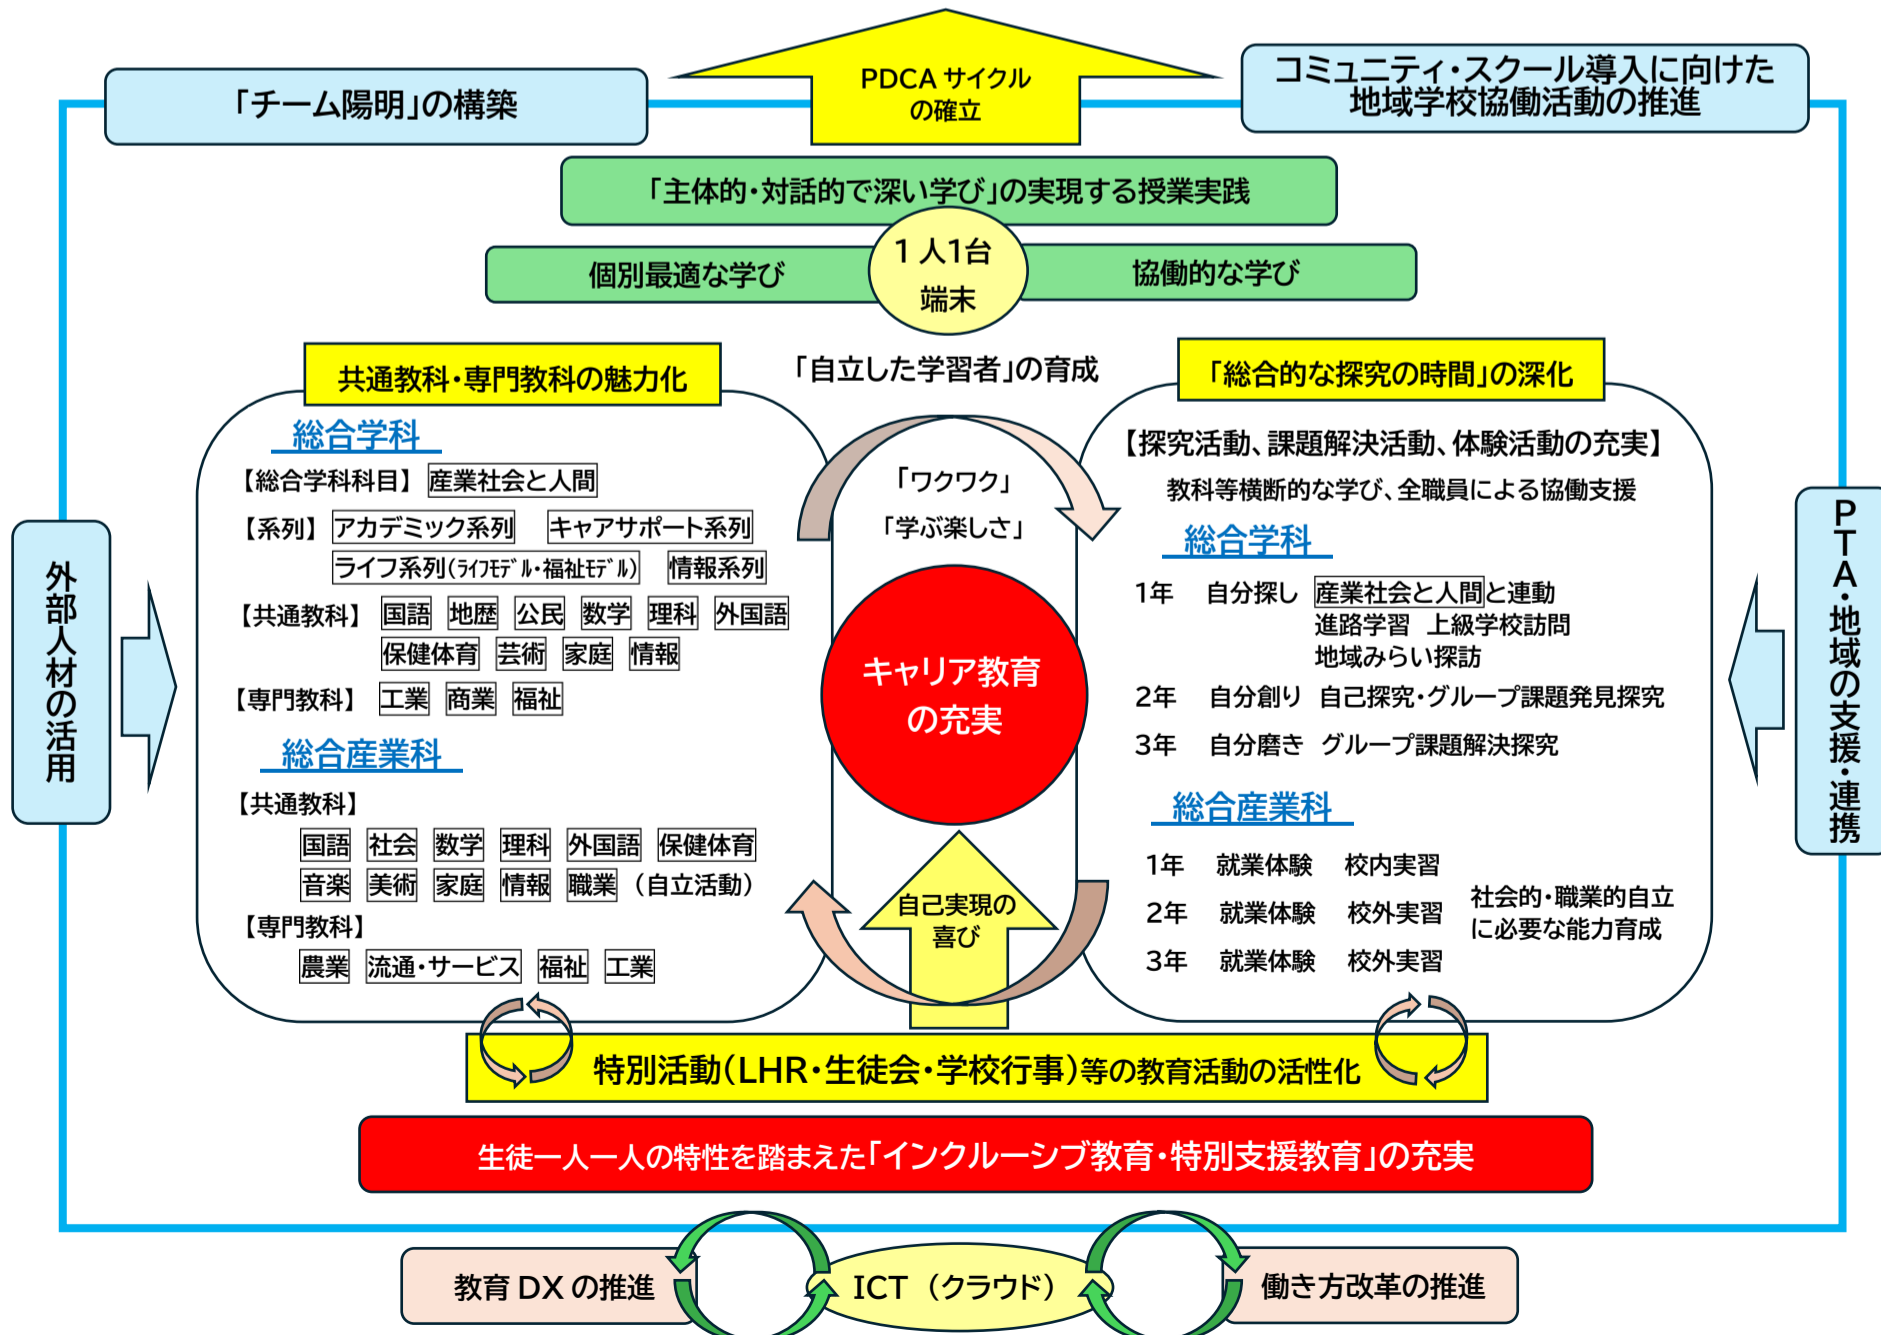 PDCA サイクル
の確立
「チーム陽明」の構築
コミュニティ・スクール導入に向けた
地域学校協働活動の推進
「主体的・対話的で深い学び」の実現する授業実践
個別最適な学び
1人1台
端末
協働的な学び
「自立した学習者」の育成
共通教科・専門教科の魅力化
総合学科
【総合学科科目】 産業社会と人間
【系列】 アカデミック系列 キャアサポート系列
ライフ系列(ライフモデル・福祉モデル) 情報系列
【共通教科】 国語 地歴 公民 数学 理科 外国語
保健体育 芸術 家庭 情報
【専門教科】 工業 商業 福祉
総合産業科
【共通教科】
国語 社会 数学 理科 外国語 保健体育
音楽 美術 家庭 情報 職業 (自立活動)
【専門教科】
農業 流通・サービス 福祉 工業
「ワクワク」
「学ぶ楽しさ」
キャリア教育
の充実
自己実現の
喜び
「総合的な探究の時間」の深化
【探究活動、課題解決活動、体験活動の充実】
教科等横断的な学び、全職員による協働支援
総合学科
1年 自分探し 産業社会と人間と連動
進路学習 上級学校訪問
地域みらい探訪
2年 自分創り 自己探究・グループ課題発見探究
3年 自分磨き グループ課題解決探究
総合産業科
1年 就業体験 校内実習
2年 就業体験 校外実習
3年 就業体験 校外実習
社会的・職業的自立
に必要な能力育成
外部人材の活用
PTA・地域の支援・連携
特別活動(LHR・生徒会・学校行事)等の教育活動の活性化
生徒一人一人の特性を踏まえた「インクルーシブ教育・特別支援教育」の充実
教育 DX の推進
ICT (クラウド)
働き方改革の推進